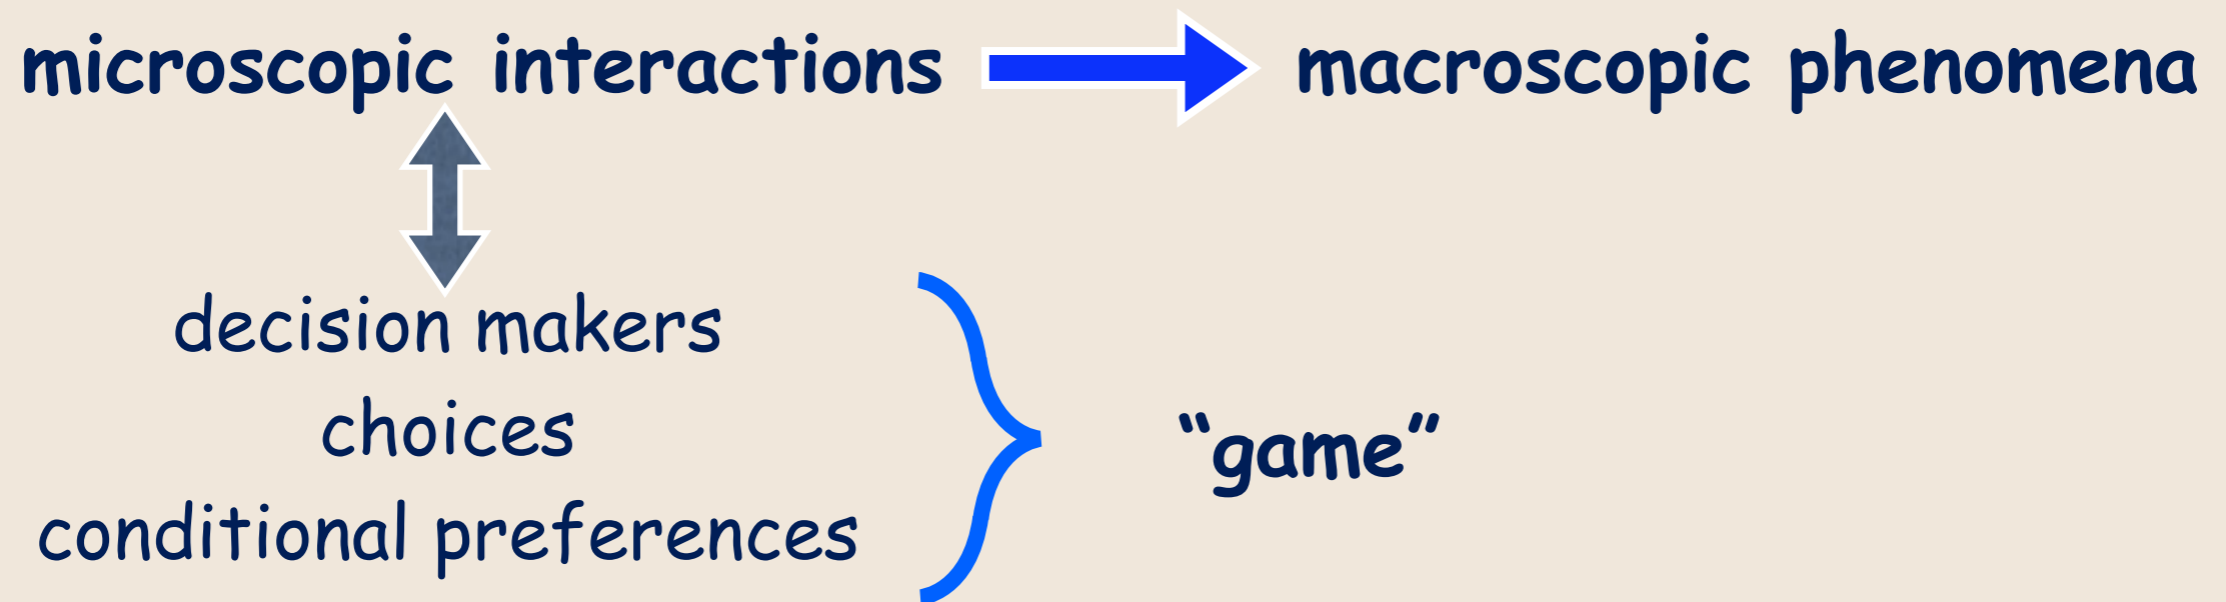 microscopic interactions
macroscopic phenomena
decision makers
choices
conditional preferences
“game”